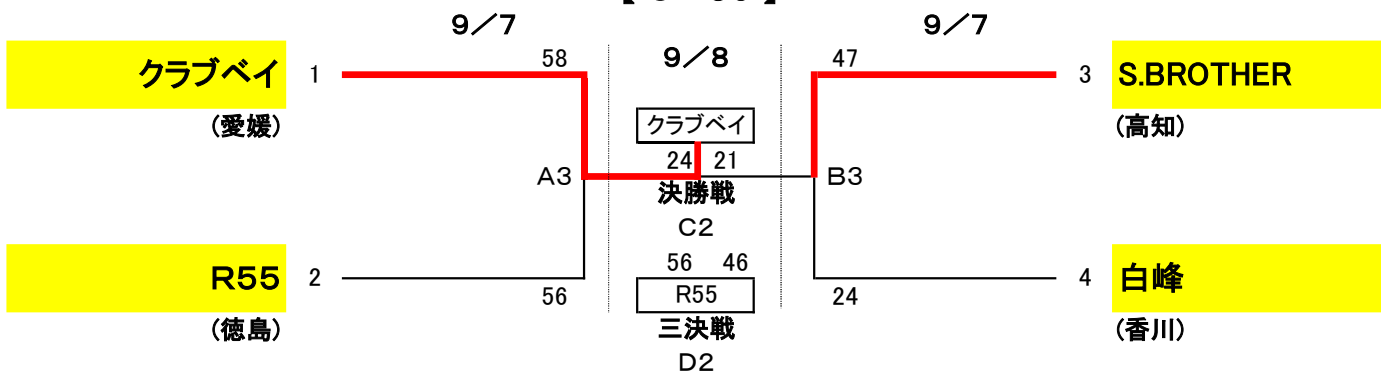 9/7
9/7
58
9/8
47
クラブベイ
1
3
S.BROTHER
(愛媛)
クラブベイ
(高知)
24
21
A3
B3
決勝戦
C2
56
46
R55
2
4
白峰
56
R55
24
(徳島)
三決戦
(香川)
D2